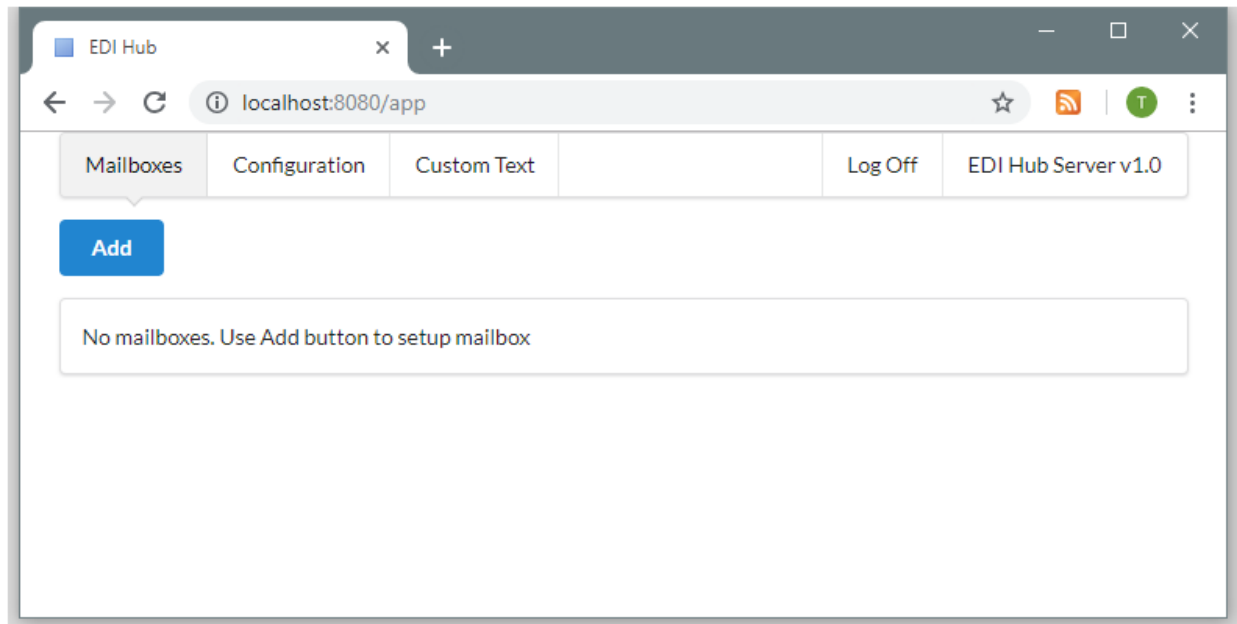 EDI Hub
localhost:8080/app
T
Mailboxes Configuration Custom Text Log Off EDI Hub Server v1.0
Add
No mailboxes. Use Add button to setup mailbox